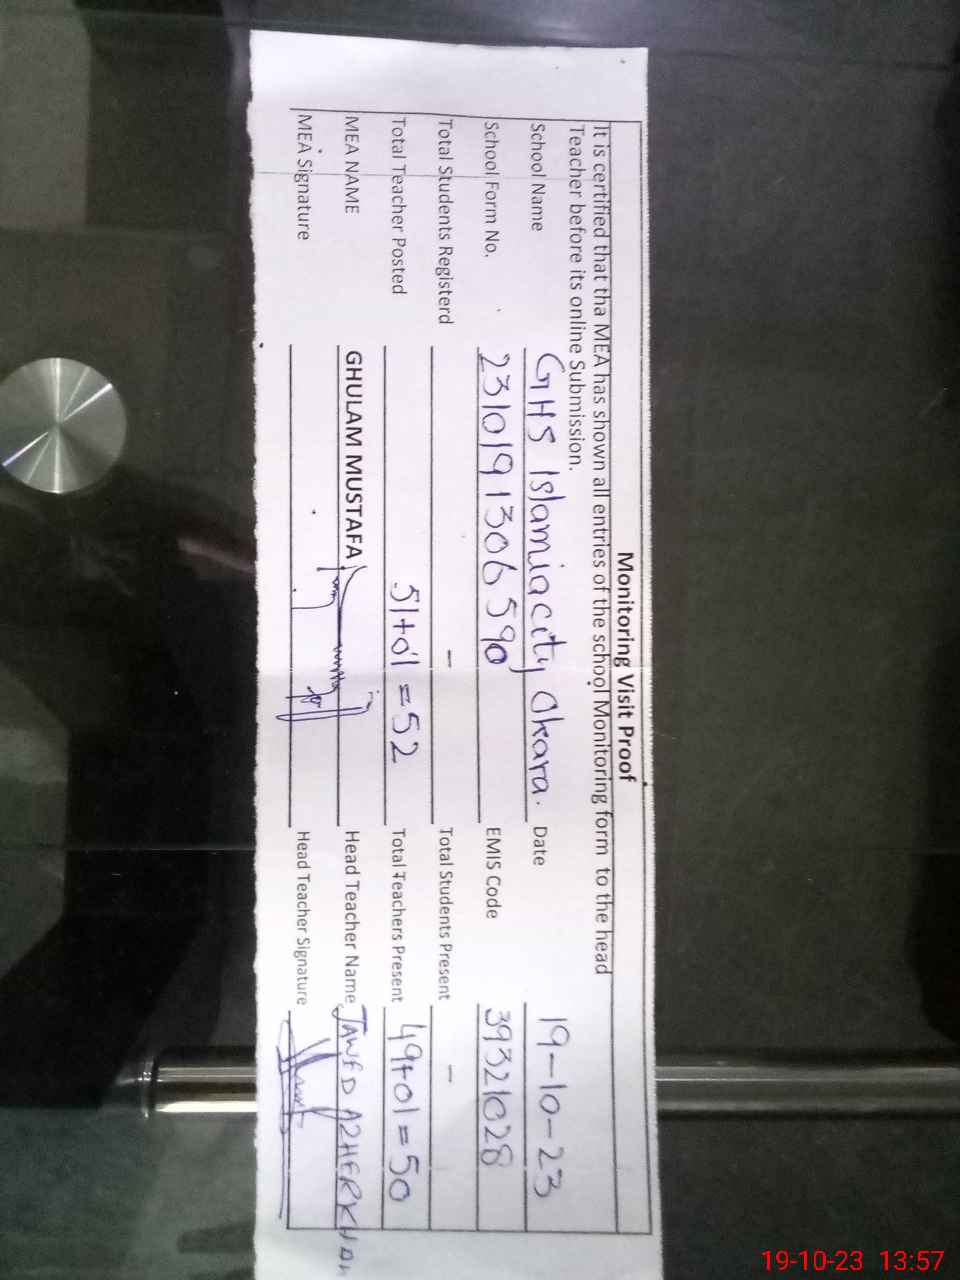 Monitoring Visit Proof
It is certified that tha MEA has shown all entries of the school Monitoring form to the head
Teacher before its online Submission.
School Name GHS Islamiacity Okara. Date 19-10-23
School Form No. 2310191306590 EMIS Code 39321028
Total Students Registerd - Total Students Present -
Total Teacher Posted 51+01=52 Total Teachers Present 49+01=50
MEA NAME GHULAM MUSTAFA Head Teacher Name JAWED AZHER KHAN
MEA Signature Head Teacher Signature
19-10-23 13:57